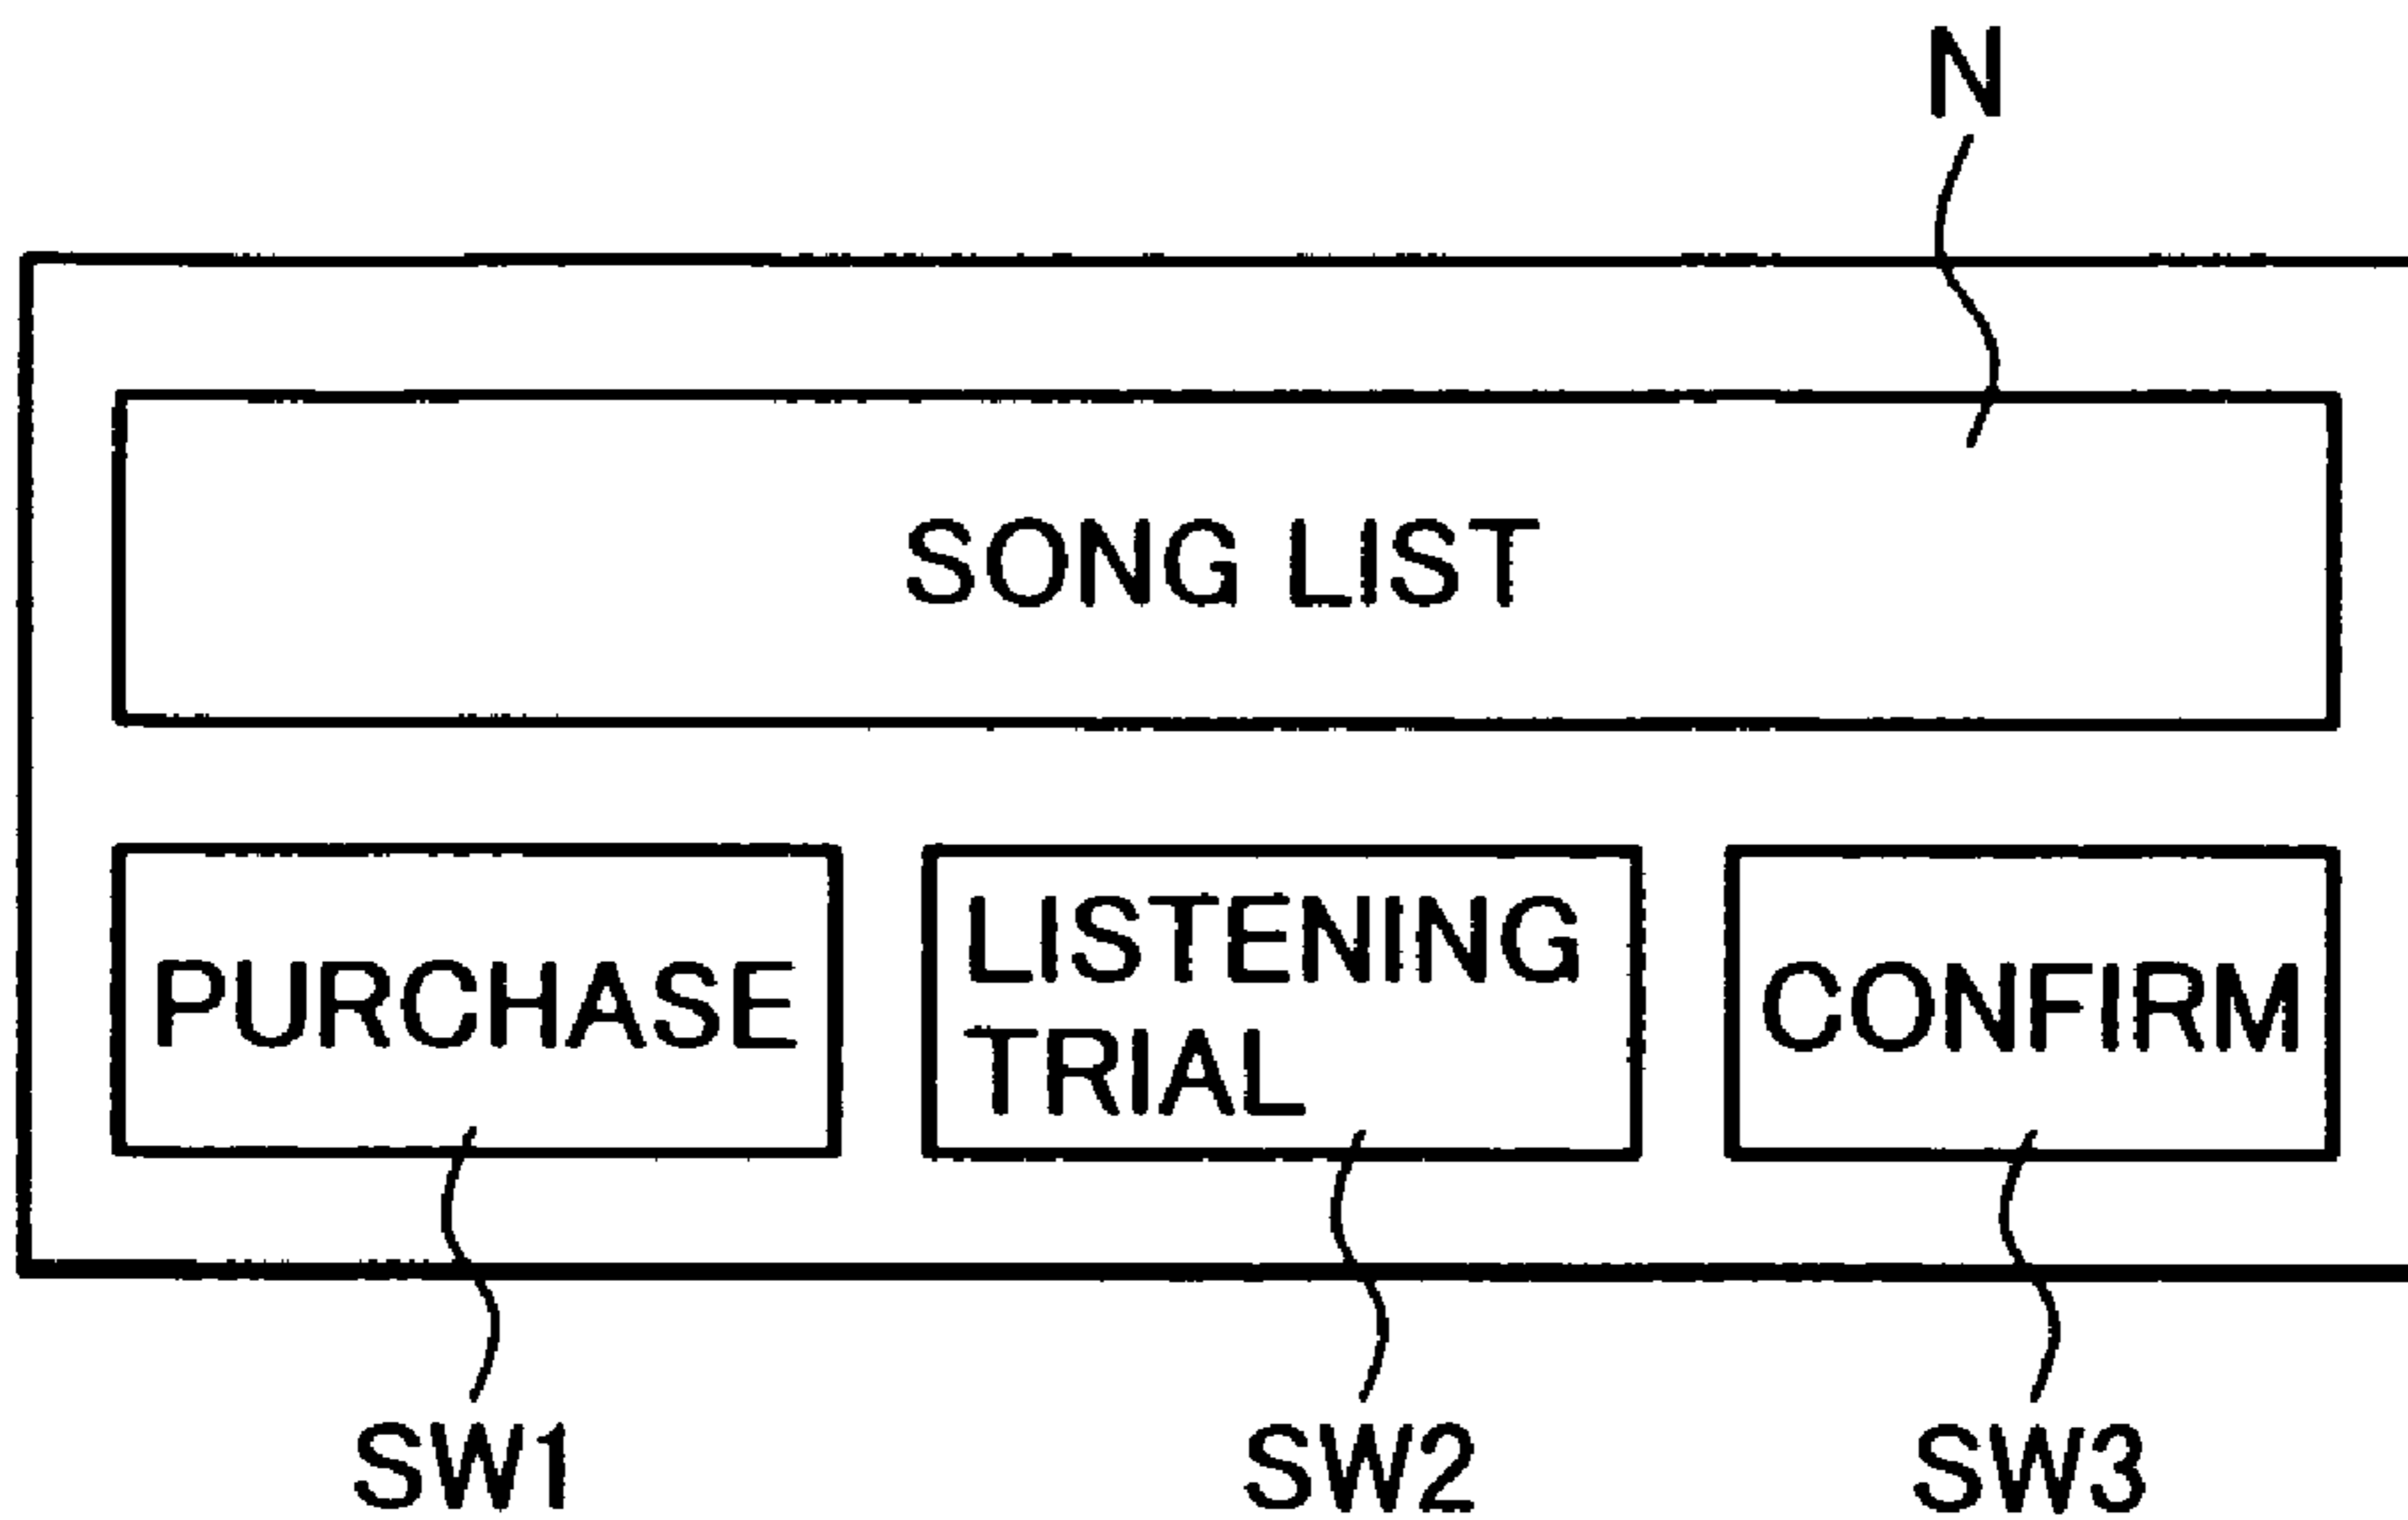 N
SONG LIST
PURCHASE
LISTENING
TRIAL
CONFIRM
SW1
SW2
SW3